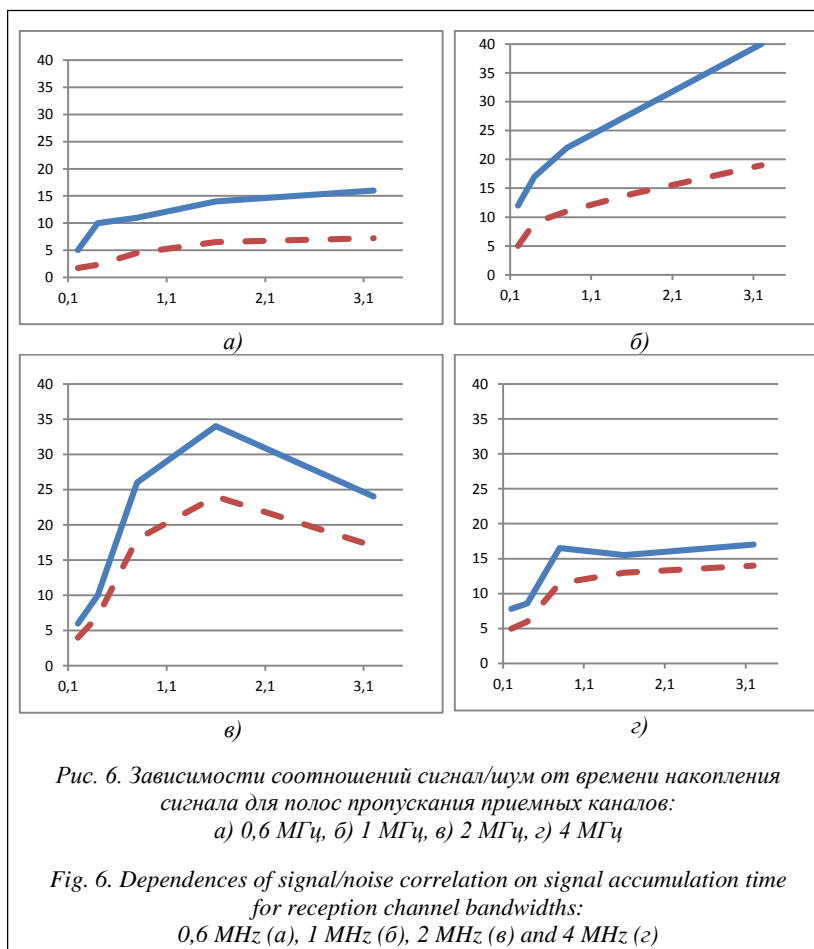 40
35
30
25
20
15
10
5
0
0,1 1,1 2,1 3,1
а)
40
35
30
25
20
15
10
5
0
0,1 1,1 2,1 3,1
б)
40
35
30
25
20
15
10
5
0
0,1 1,1 2,1 3,1
в)
40
35
30
25
20
15
10
5
0
0,1 1,1 2,1 3,1
г)
Рис. 6. Зависимости соотношений сигнал/шум от времени накопления
сигнала для полос пропускания приемных каналов:
а) 0,6 МГц, б) 1 МГц, в) 2 МГц, г) 4 МГц
Fig. 6. Dependences of signal/noise correlation on signal accumulation time
for reception channel bandwidths:
0,6 MHz (а), 1 MHz (б), 2 MHz (в) and 4 MHz (г)